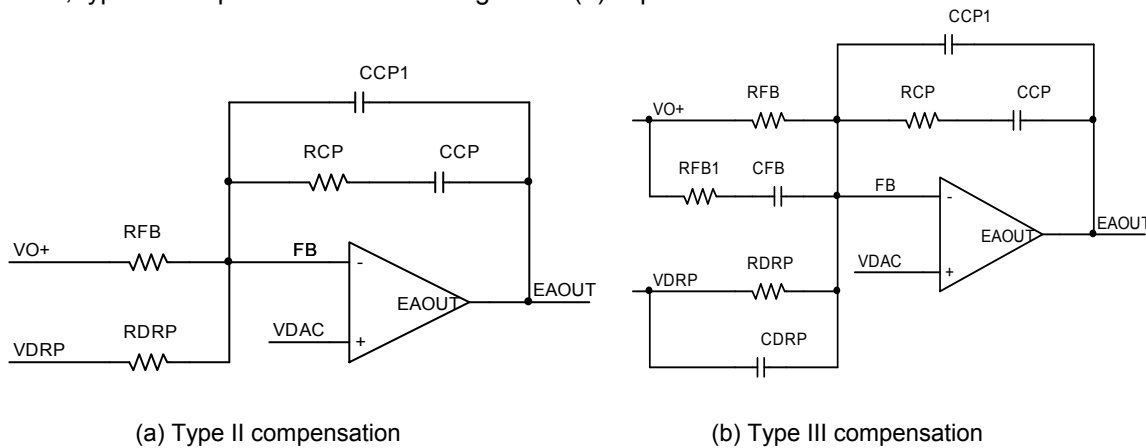 CCP1
RCP
CCP
RFB
VO+
FB
EAOUT
EAOUT
RDRP
VDAC
VDRP
(a) Type II compensation
CCP1
RFB
RCP
CCP
VO+
RFB1
CFB
FB
EAOUT
EAOUT
VDRP
RDRP
VDAC
CDRP
(b) Type III compensation